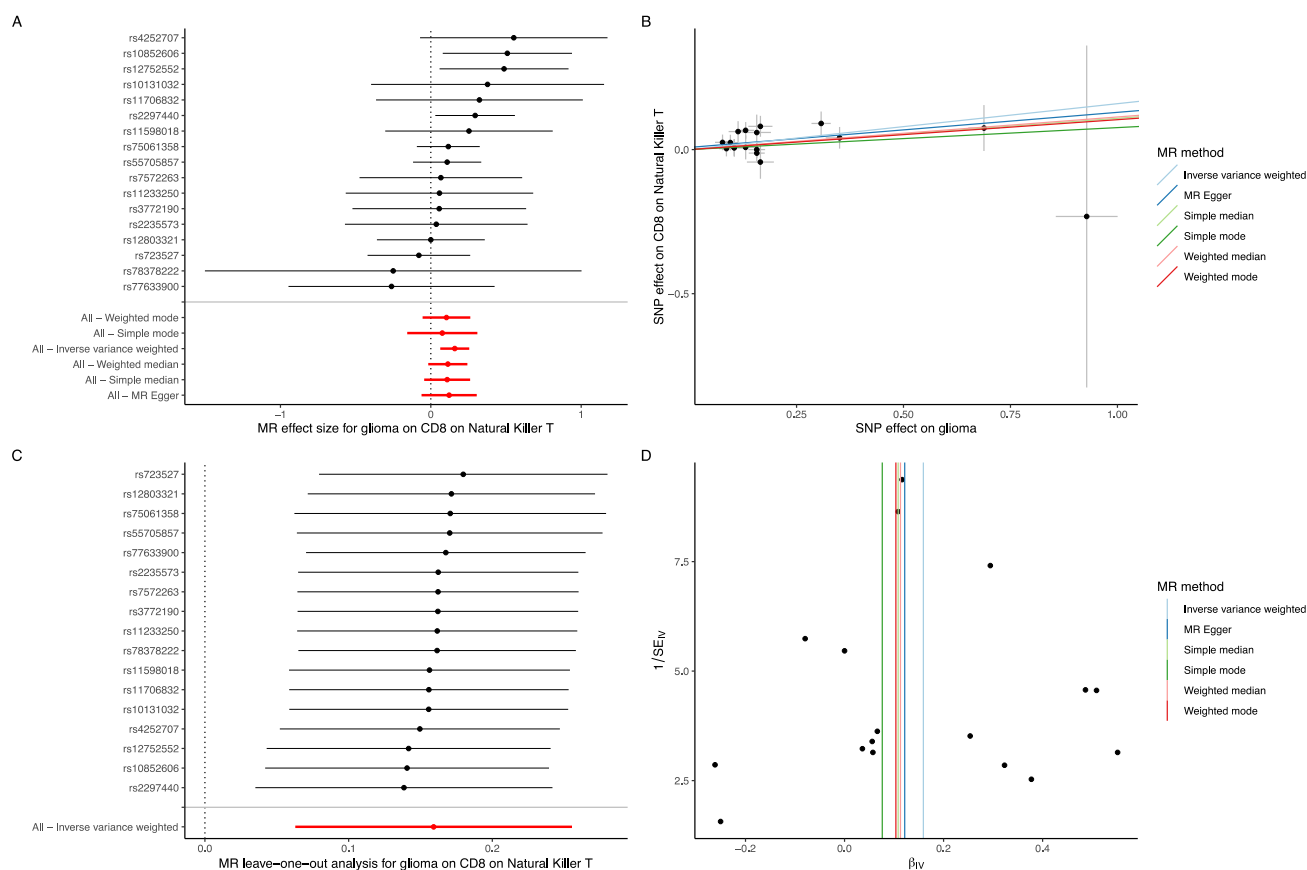 A
rs4252707
rs10852606
rs12752552
rs10131032
rs11706832
rs2297440
rs11598018
rs75061358
rs55705857
rs7572263
rs11233250
rs3772190
rs2235573
rs12803321
rs723527
rs78378222
rs77633900
All − Weighted mode
All − Simple mode
All − Inverse variance weighted
All − Weighted median
All − Simple median
All − MR Egger
−1
0
1
MR effect size for glioma on CD8 on Natural Killer T
B
SNP effect on CD8 on Natural Killer T
0.0
−0.5
0.25
0.50
0.75
1.00
SNP effect on glioma
MR method
Inverse variance weighted
MR Egger
Simple median
Simple mode
Weighted median
Weighted mode
C
rs723527
rs12803321
rs75061358
rs55705857
rs77633900
rs2235573
rs7572263
rs3772190
rs11233250
rs78378222
rs11598018
rs11706832
rs10131032
rs4252707
rs12752552
rs10852606
rs2297440
All − Inverse variance weighted
0.0
0.1
0.2
MR leave−one−out analysis for glioma on CD8 on Natural Killer T
D
1/SE_IV
7.5
5.0
2.5
−0.2
0.0
0.2
0.4
β_IV
MR method
Inverse variance weighted
MR Egger
Simple median
Simple mode
Weighted median
Weighted mode